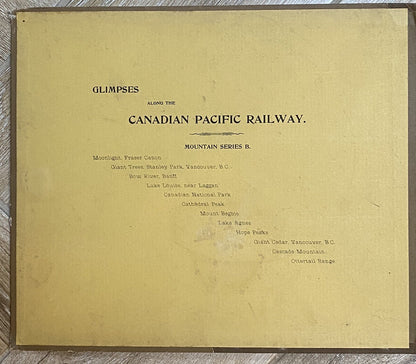 GLIMPSES
ALONG THE
CANADIAN PACIFIC RAILWAY.
MOUNTAIN SERIES B.
Moonlight, Fraser Canon
Giant Trees, Stanley Park, Vancouver, B.C.
Bow River, Banff
Lake Louise, near Laggan
Canadian National Park
Cathedral Peak
Mount Begbie
Lake Agnes
Hope Peaks
Giant Cedar, Vancouver, B.C.
Cascade Mountain
Ottertail Range